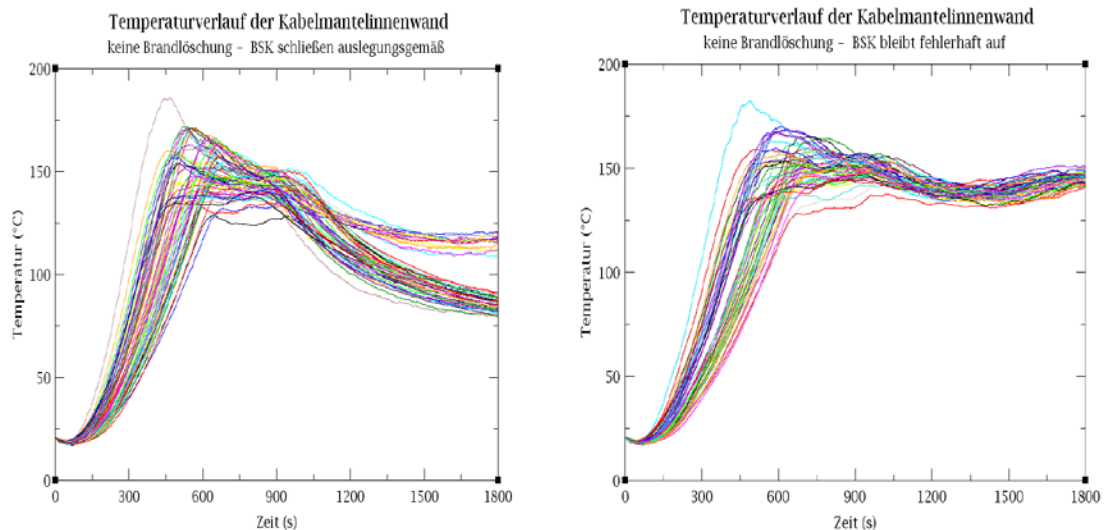 Temperaturverlauf der Kabelmantelinnenwand
keine Brandlöschung – BSK schließen auslegungsgemäß
200
150
100
50
0
Temperatur (°C)
0 300 600 900 1200 1500 1800
Zeit (s)
Temperaturverlauf der Kabelmantelinnenwand
keine Brandlöschung – BSK bleibt fehlerhaft auf
200
150
100
50
0
Temperatur (°C)
0 300 600 900 1200 1500 1800
Zeit (s)